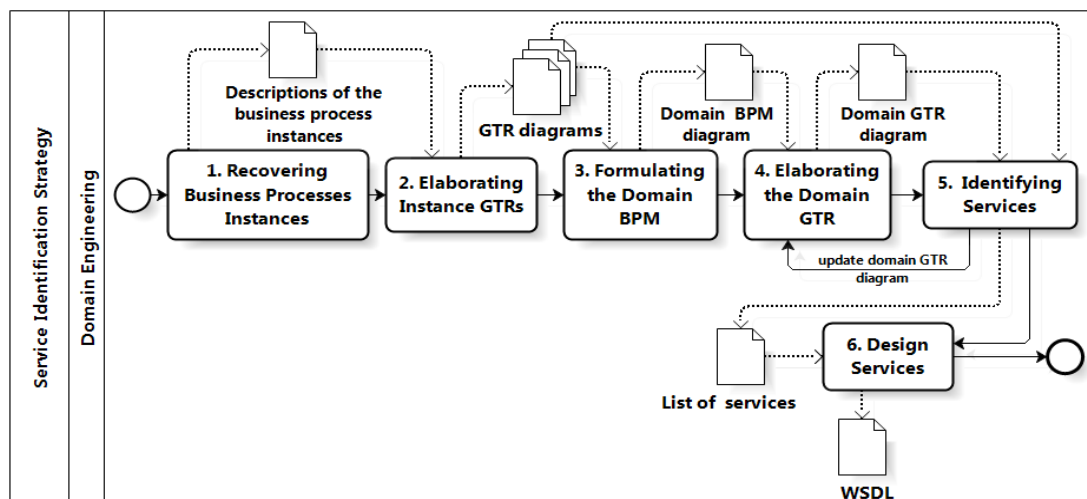 Service Identification Strategy
Domain Engineering
Descriptions of the
business process
instances
GTR diagrams
Domain BPM
diagram
Domain GTR
diagram
1. Recovering
Business Processes
Instances
2. Elaborating
Instance GTRs
3. Formulating
the Domain
BPM
4. Elaborating
the Domain
GTR
5. Identifying
Services
update domain GTR
diagram
List of services
6. Design
Services
WSDL